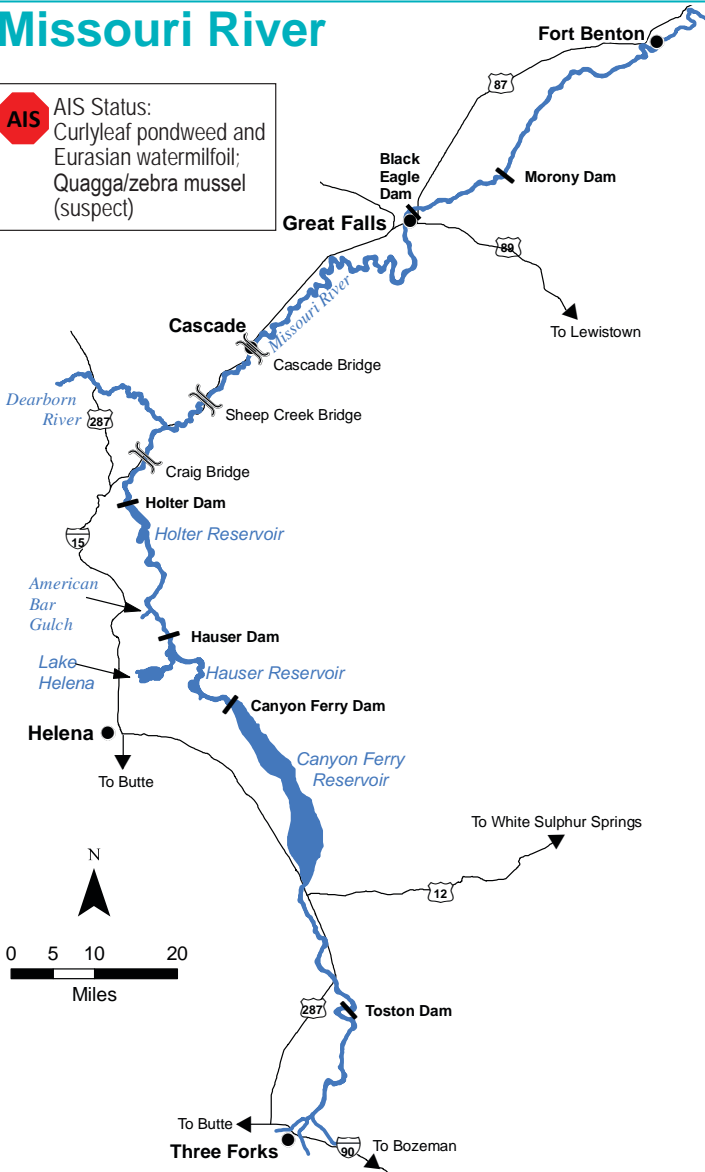 Missouri River
AIS
AIS Status:
Curlyleaf pondweed and
Eurasian watermilfoil;
Quagga/zebra mussel
(suspect)
Fort Benton
87
Black
Eagle
Dam
Morony Dam
Great Falls
89
To Lewistown
Missouri River
Cascade
Cascade Bridge
Dearborn
River
287
Sheep Creek Bridge
Craig Bridge
Holter Dam
Holter Reservoir
15
American
Bar
Gulch
Hauser Dam
Lake
Helena
Hauser Reservoir
Canyon Ferry Dam
Helena
To Butte
Canyon Ferry
Reservoir
To White Sulphur Springs
12
N
0 5 10 20
Miles
287
Toston Dam
To Butte
Three Forks
90
To Bozeman